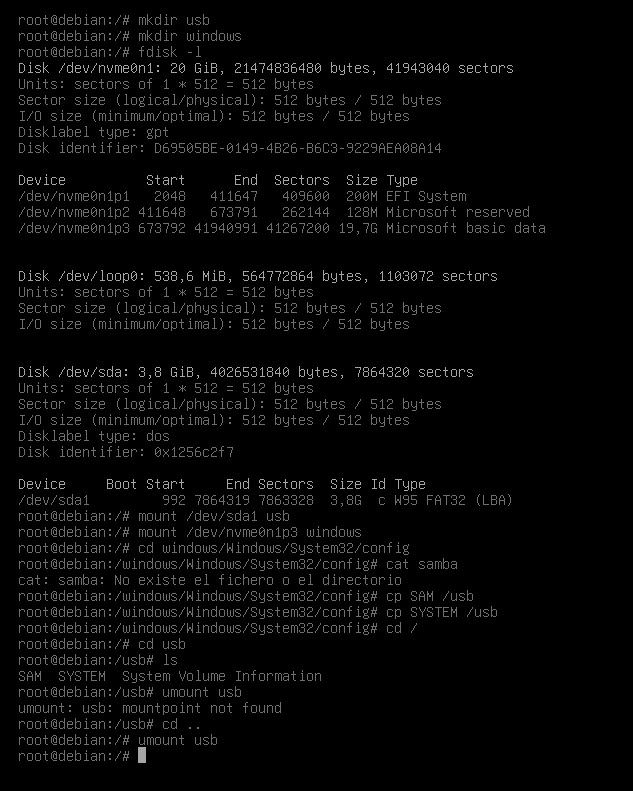 root@debian:/# mkdir usb
root@debian:/# mkdir windows
root@debian:/# fdisk -l
Disk /dev/nvme0n1: 20 GiB, 21474836480 bytes, 41943040 sectors
Units: sectors of 1 * 512 = 512 bytes
Sector size (logical/physical): 512 bytes / 512 bytes
I/O size (minimum/optimal): 512 bytes / 512 bytes
Disklabel type: gpt
Disk identifier: D69505BE-0149-4B26-B6C3-9229AEA08A14

Device Start End Sectors Size Type
/dev/nvme0n1p1 2048 411647 409600 200M EFI System
/dev/nvme0n1p2 411648 673791 262144 128M Microsoft reserved
/dev/nvme0n1p3 673792 41940991 41267200 19,7G Microsoft basic data

Disk /dev/loop0: 538,6 MiB, 564772864 bytes, 1103072 sectors
Units: sectors of 1 * 512 = 512 bytes
Sector size (logical/physical): 512 bytes / 512 bytes
I/O size (minimum/optimal): 512 bytes / 512 bytes

Disk /dev/sda: 3,8 GiB, 4026531840 bytes, 7864320 sectors
Units: sectors of 1 * 512 = 512 bytes
Sector size (logical/physical): 512 bytes / 512 bytes
I/O size (minimum/optimal): 512 bytes / 512 bytes
Disklabel type: dos
Disk identifier: 0x1256c2f7

Device Boot Start End Sectors Size Id Type
/dev/sda1 992 7864319 7863328 3,8G c W95 FAT32 (LBA)
root@debian:/# mount /dev/sda1 usb
root@debian:/# mount /dev/nvme0n1p3 windows
root@debian:/# cd windows/Windows/System32/config
root@debian:/windows/Windows/System32/config# cat samba
cat: samba: No existe el fichero o el directorio
root@debian:/windows/Windows/System32/config# cp SAM /usb
root@debian:/windows/Windows/System32/config# cp SYSTEM /usb
root@debian:/windows/Windows/System32/config# cd /
root@debian:/# cd usb
root@debian:/usb# ls
SAM SYSTEM System Volume Information
root@debian:/usb# umount usb
umount: usb: mountpoint not found
root@debian:/usb# cd ..
root@debian:/# umount usb
root@debian:/#